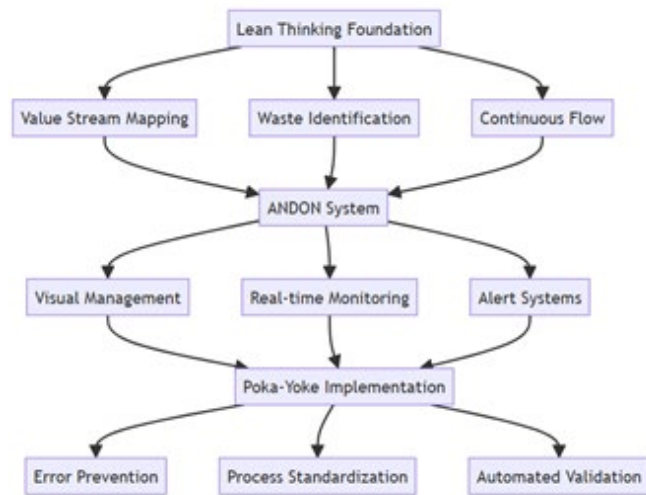 Lean Thinking Foundation
Value Stream Mapping
Waste Identification
Continuous Flow
ANDON System
Visual Management
Real-time Monitoring
Alert Systems
Poka-Yoke Implementation
Error Prevention
Process Standardization
Automated Validation